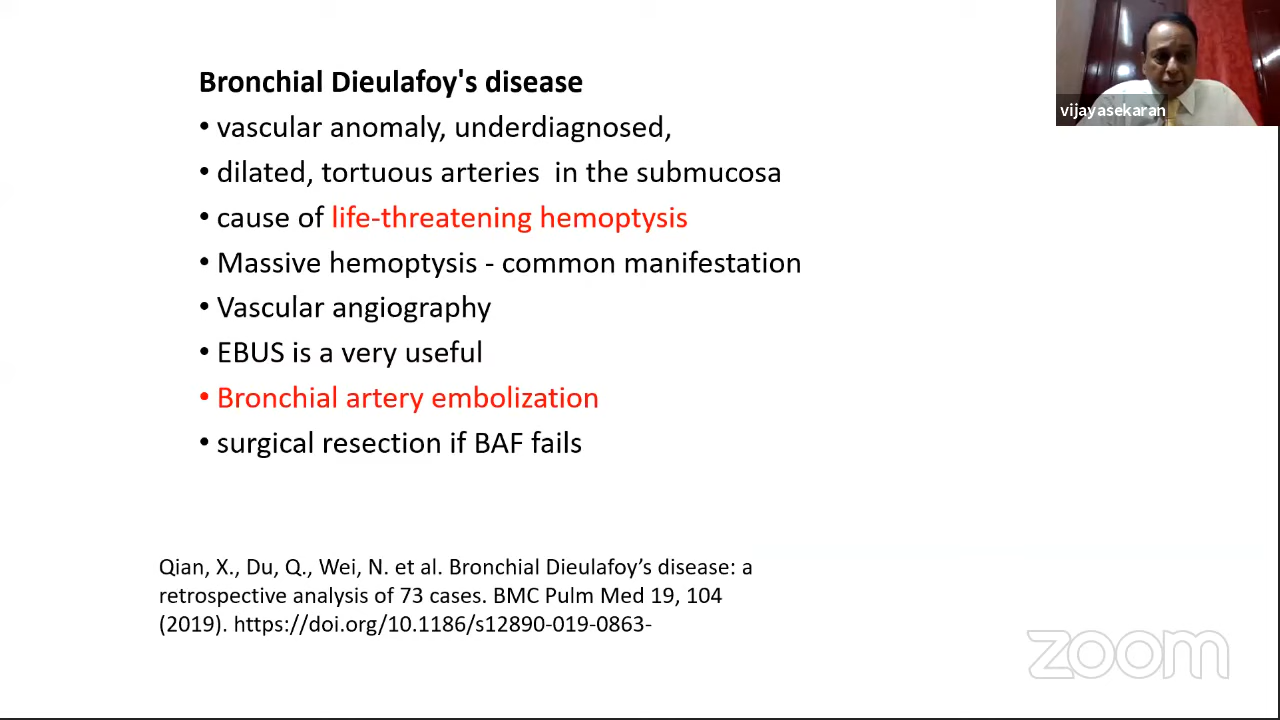 Bronchial Dieulafoy's disease
• vascular anomaly, underdiagnosed,
• dilated, tortuous arteries in the submucosa
• cause of life-threatening hemoptysis
• Massive hemoptysis - common manifestation
• Vascular angiography
• EBUS is a very useful
• Bronchial artery embolization
• surgical resection if BAF fails
Qian, X., Du, Q., Wei, N. et al. Bronchial Dieulafoy’s disease: a
retrospective analysis of 73 cases. BMC Pulm Med 19, 104
(2019). https://doi.org/10.1186/s12890-019-0863-
vijayasekaran
zoom